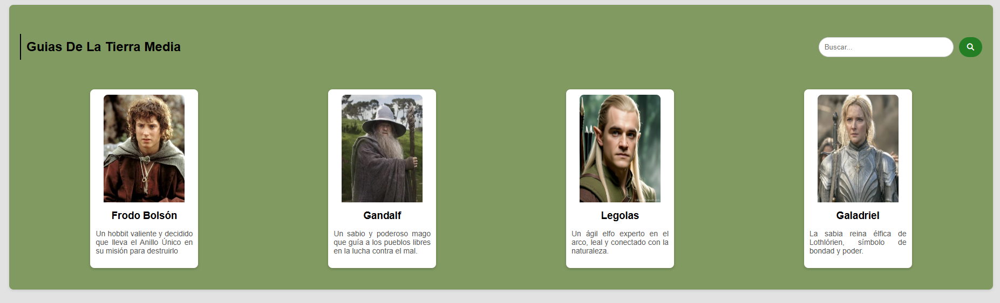 Guias De La Tierra Media
Buscar...
Frodo Bolsón
Un hobbit valiente y decidido
que lleva el Anillo Único en
su misión para destruirlo
Gandalf
Un sabio y poderoso mago
que guía a los pueblos libres
en la lucha contra el mal.
Legolas
Un ágil elfo experto en el
arco, leal y conectado con la
naturaleza.
Galadriel
La sabia reina élfica de
Lothlórien, símbolo de
bondad y poder.